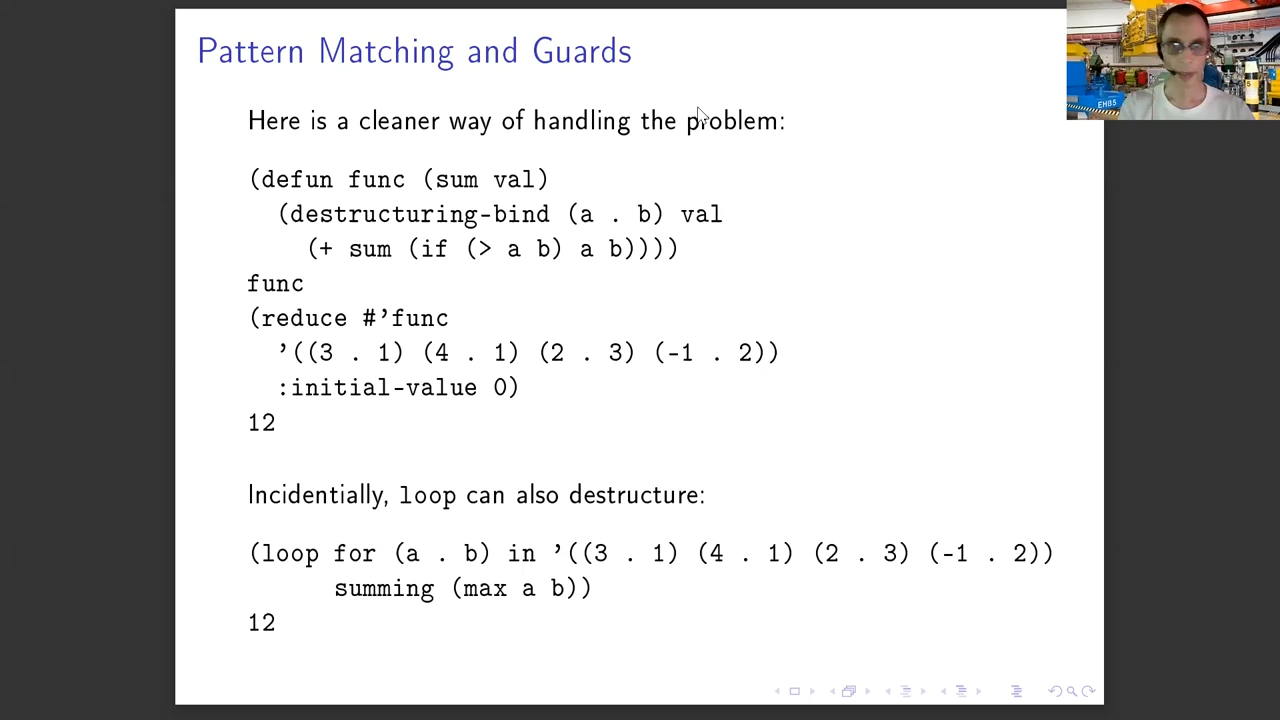 Pattern Matching and Guards
Here is a cleaner way of handling the problem:
(defun func (sum val)
(destructuring-bind (a . b) val
(+ sum (if (> a b) a b))))
func
(reduce #'func
'((3 . 1) (4 . 1) (2 . 3) (-1 . 2))
:initial-value 0)
12
Incidentially, loop can also destructure:
(loop for (a . b) in '((3 . 1) (4 . 1) (2 . 3) (-1 . 2))
summing (max a b))
12
EHB5
5